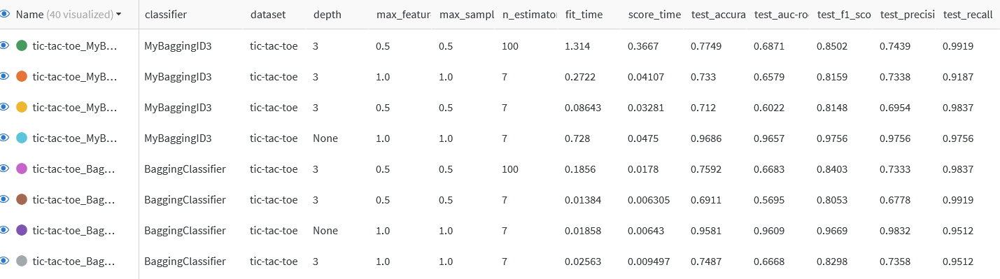 Name (40 visualized) classifier dataset depth max_featur max_sampl n_estimato fit_time score_time test_accura test_auc-ro test_f1_sco test_precisi test_recall
tic-tac-toe_MyB... MyBaggingID3 tic-tac-toe 3 0.5 0.5 100 1.314 0.3667 0.7749 0.6871 0.8502 0.7439 0.9919
tic-tac-toe_MyB... MyBaggingID3 tic-tac-toe 3 1.0 1.0 7 0.2722 0.04107 0.733 0.6579 0.8159 0.7338 0.9187
tic-tac-toe_MyB... MyBaggingID3 tic-tac-toe 3 0.5 0.5 7 0.08643 0.03281 0.712 0.6022 0.8148 0.6954 0.9837
tic-tac-toe_MyB... MyBaggingID3 tic-tac-toe None 1.0 1.0 7 0.728 0.0475 0.9686 0.9657 0.9756 0.9756 0.9756
tic-tac-toe_Bag... BaggingClassifier tic-tac-toe 3 0.5 0.5 100 0.1856 0.0178 0.7592 0.6683 0.8403 0.7333 0.9837
tic-tac-toe_Bag... BaggingClassifier tic-tac-toe 3 0.5 0.5 7 0.01384 0.006305 0.6911 0.5695 0.8053 0.6778 0.9919
tic-tac-toe_Bag... BaggingClassifier tic-tac-toe None 1.0 1.0 7 0.01858 0.00643 0.9581 0.9609 0.9669 0.9832 0.9512
tic-tac-toe_Bag... BaggingClassifier tic-tac-toe 3 1.0 1.0 7 0.02563 0.009497 0.7487 0.6668 0.8298 0.7358 0.9512